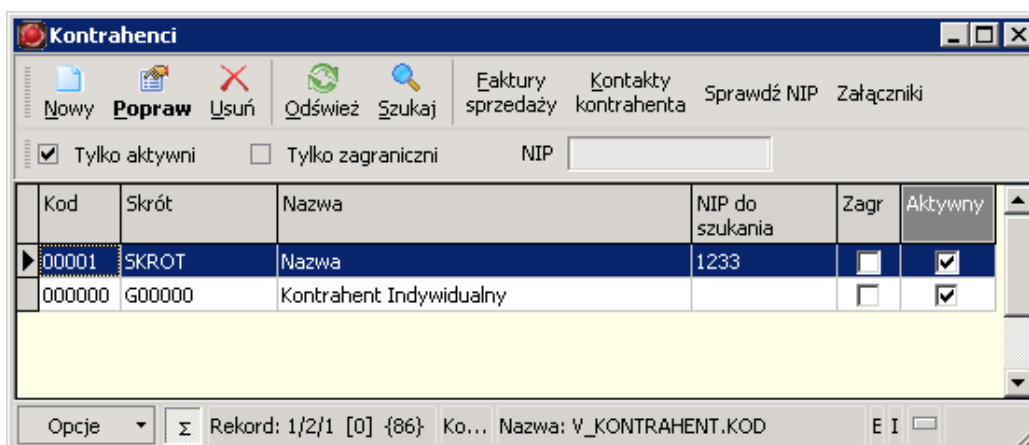 Kontrahenci
Nowy Popraw Usuń Odśwież Szukaj Faktury sprzedaży Kontakty kontrahenta Sprawdź NIP Załączniki
Tylko aktywni Tylko zagraniczni NIP
Kod Skrót Nazwa NIP do szukania Zagr Aktywny
00001 SKROT Nazwa 1233
000000 G00000 Kontrahent Indywidualny
Opcje Σ Rekord: 1/2/1 [0] {86} Ko... Nazwa: V_KONTRAHENT.KOD E I